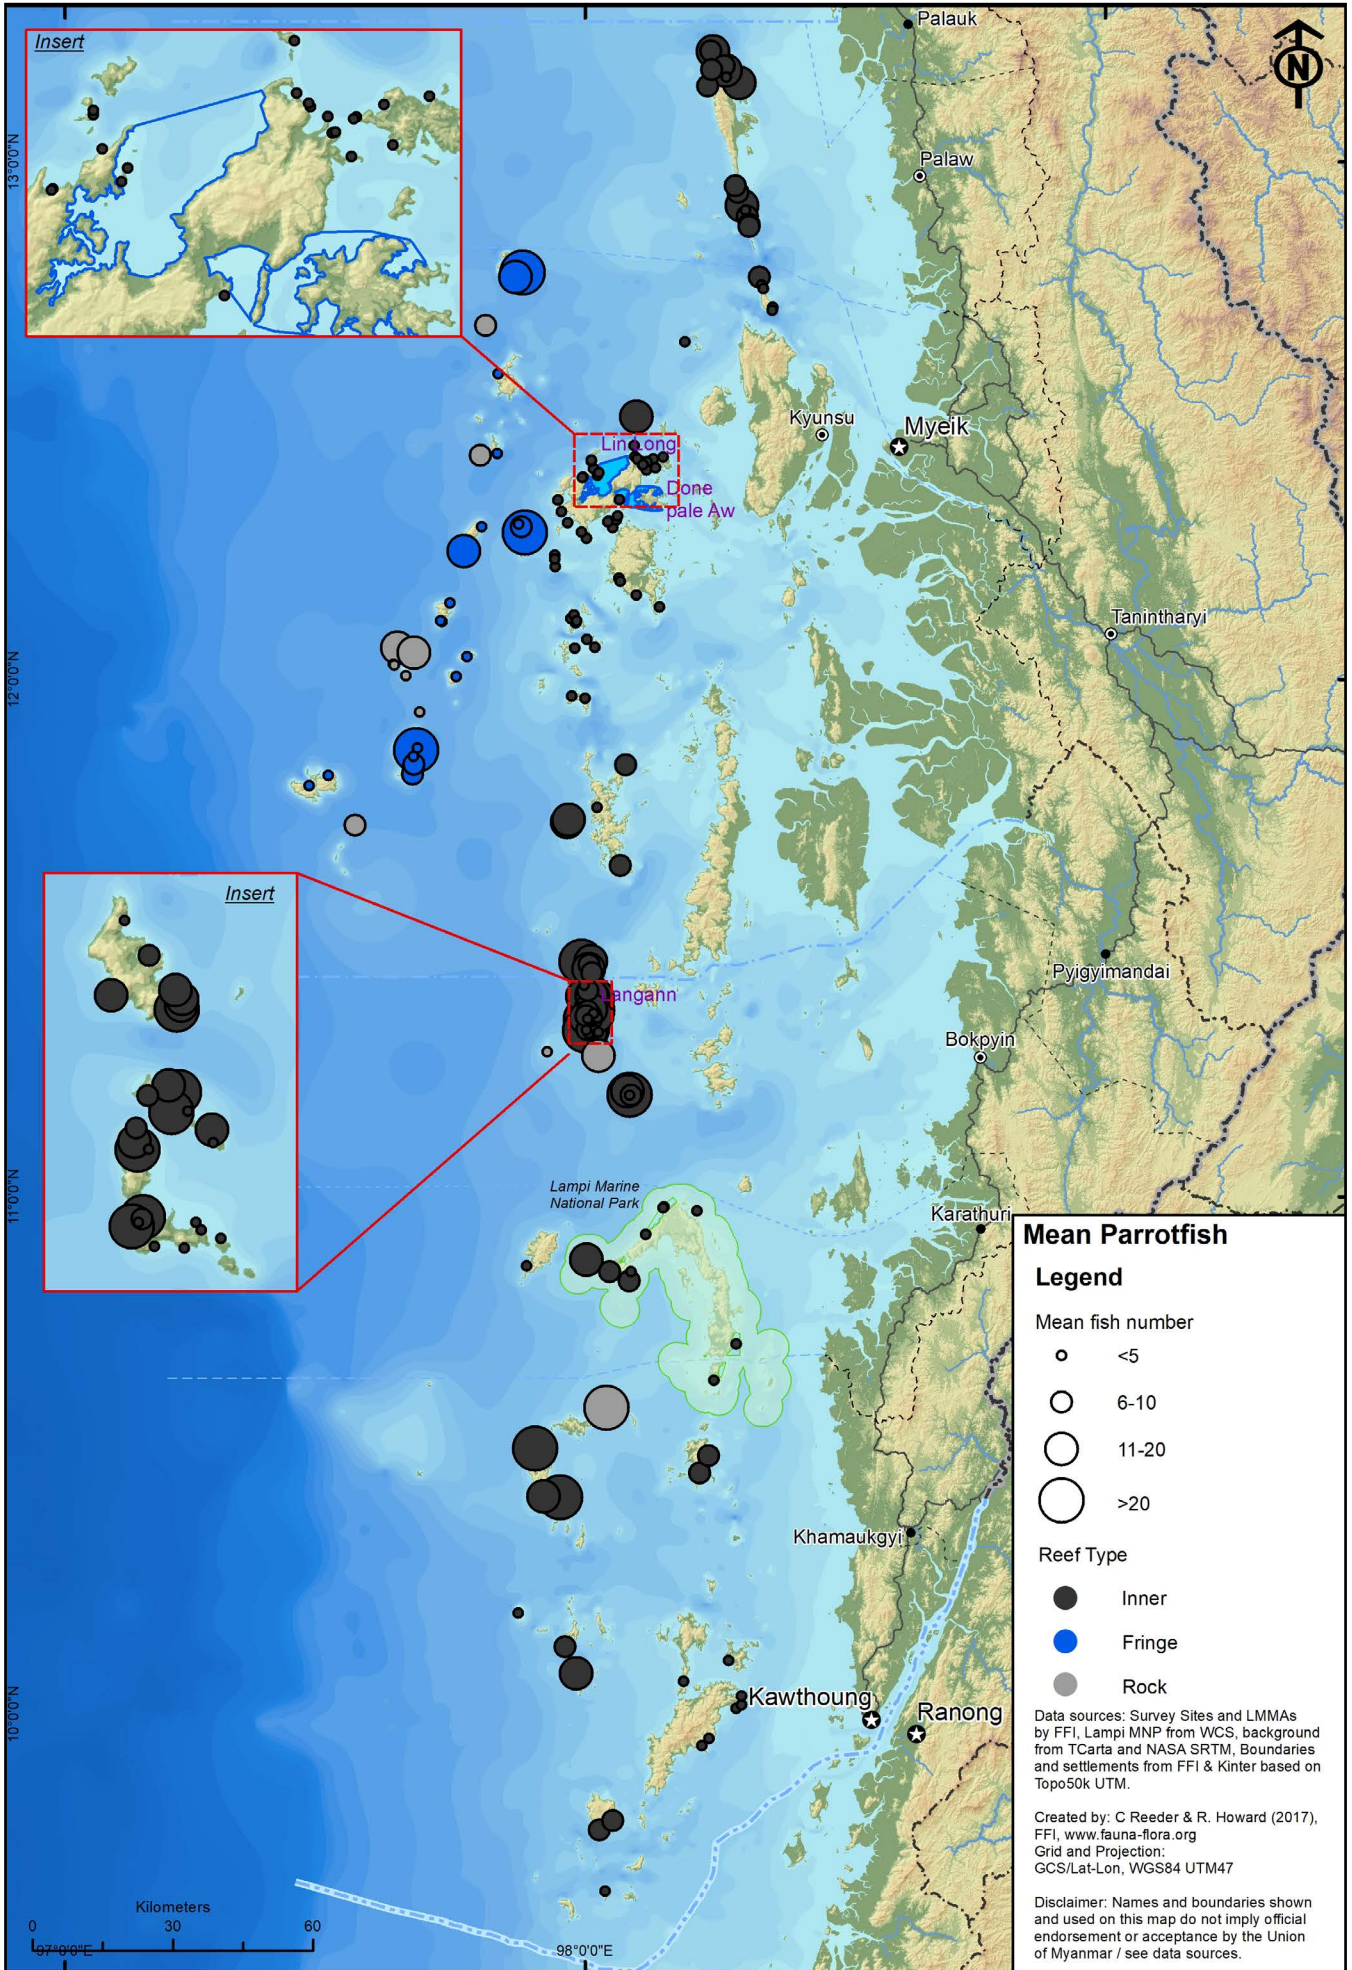 Palauk
Insert
N
13°0'0"N
Palaw
Kyunsu
Myeik
Lin Long
Done
pale Aw
Tanintharyi
12°0'0"N
Insert
Pyigyimandai
Langann
Bokpyin
11°0'0"N
Lampi Marine
National Park
Karathuri
Khamaukgyi
10°0'0"N
Kawthoung
Ranong
Kilometers
0 30 60
97°0'0"E
98°0'0"E
Mean Parrotfish
Legend
Mean fish number
<5
6-10
11-20
>20
Reef Type
Inner
Fringe
Rock
Data sources: Survey Sites and LMMAs
by FFI, Lampi MNP from WCS, background
from TCarta and NASA SRTM, Boundaries
and settlements from FFI & Kinter based on
Topo50k UTM.
Created by: C Reeder & R. Howard (2017),
FFI, www.fauna-flora.org
Grid and Projection:
GCS/Lat-Lon, WGS84 UTM47
Disclaimer: Names and boundaries shown
and used on this map do not imply official
endorsement or acceptance by the Union
of Myanmar / see data sources.